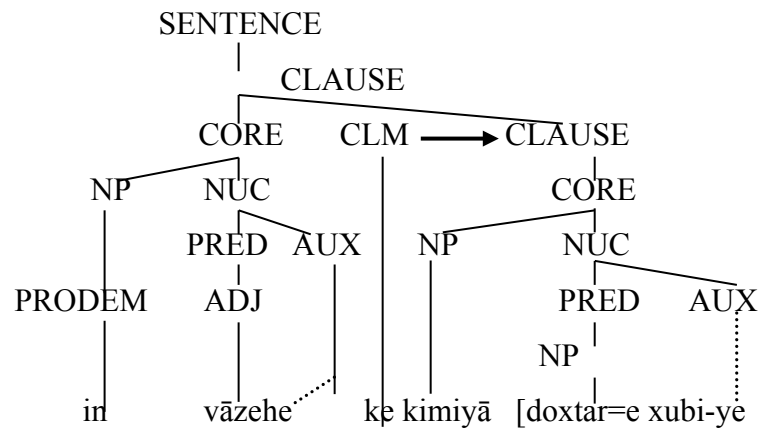 SENTENCE
CLAUSE
CORE CLM CLAUSE
NP NUC CORE
PRED AUX NP NUC
PRODEM ADJ PRED AUX
NP
in vāzehe ke kimiyā [doxtar=e xubi-ye